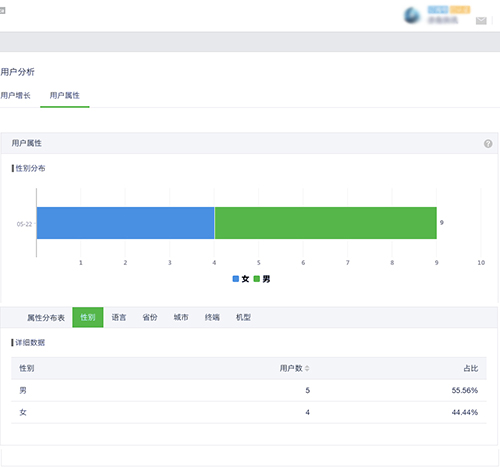 用户分析
用户增长 用户属性
用户属性 ?
性别分布
05-22 9
1 2 3 4 5 6 7 8 9 10
女 男
属性分布表 性别 语言 省份 城市 终端 机型
详细数据
性别 用户数 占比
男 5 55.56%
女 4 44.44%